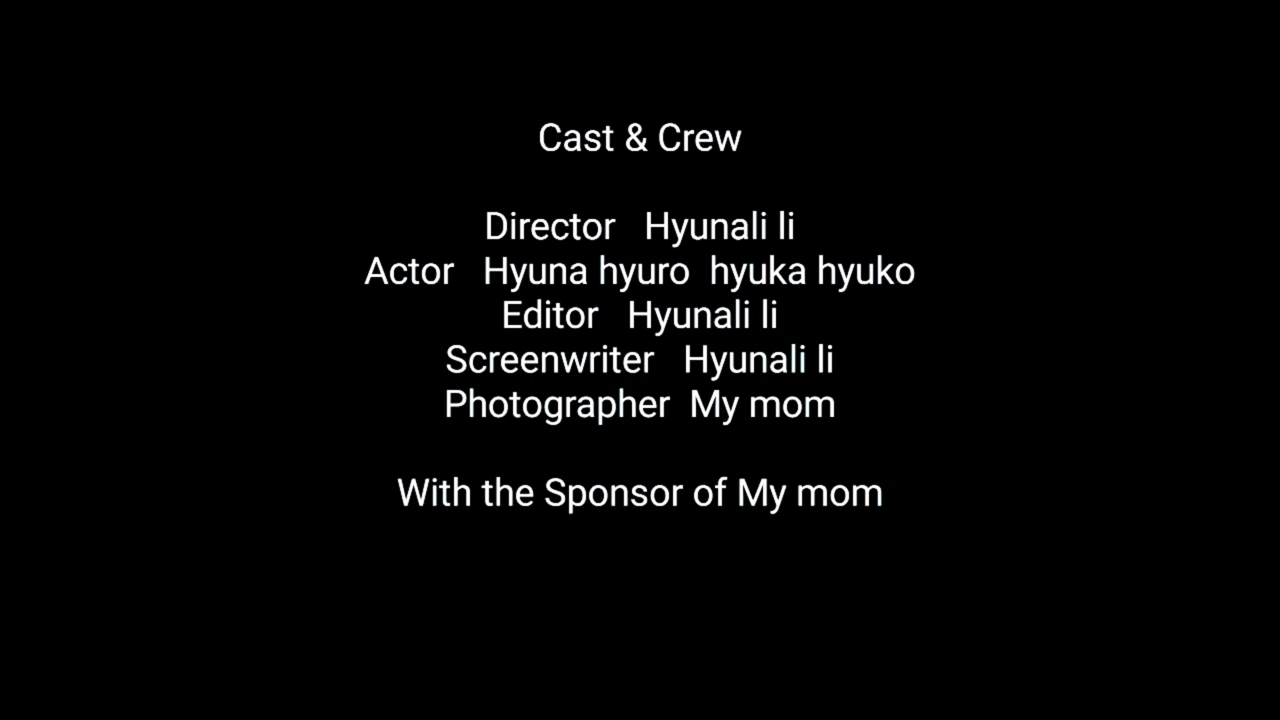 Cast & Crew
Director Hyunali li
Actor Hyuna hyuro hyuka hyuko
Editor Hyunali li
Screenwriter Hyunali li
Photographer My mom
With the Sponsor of My mom